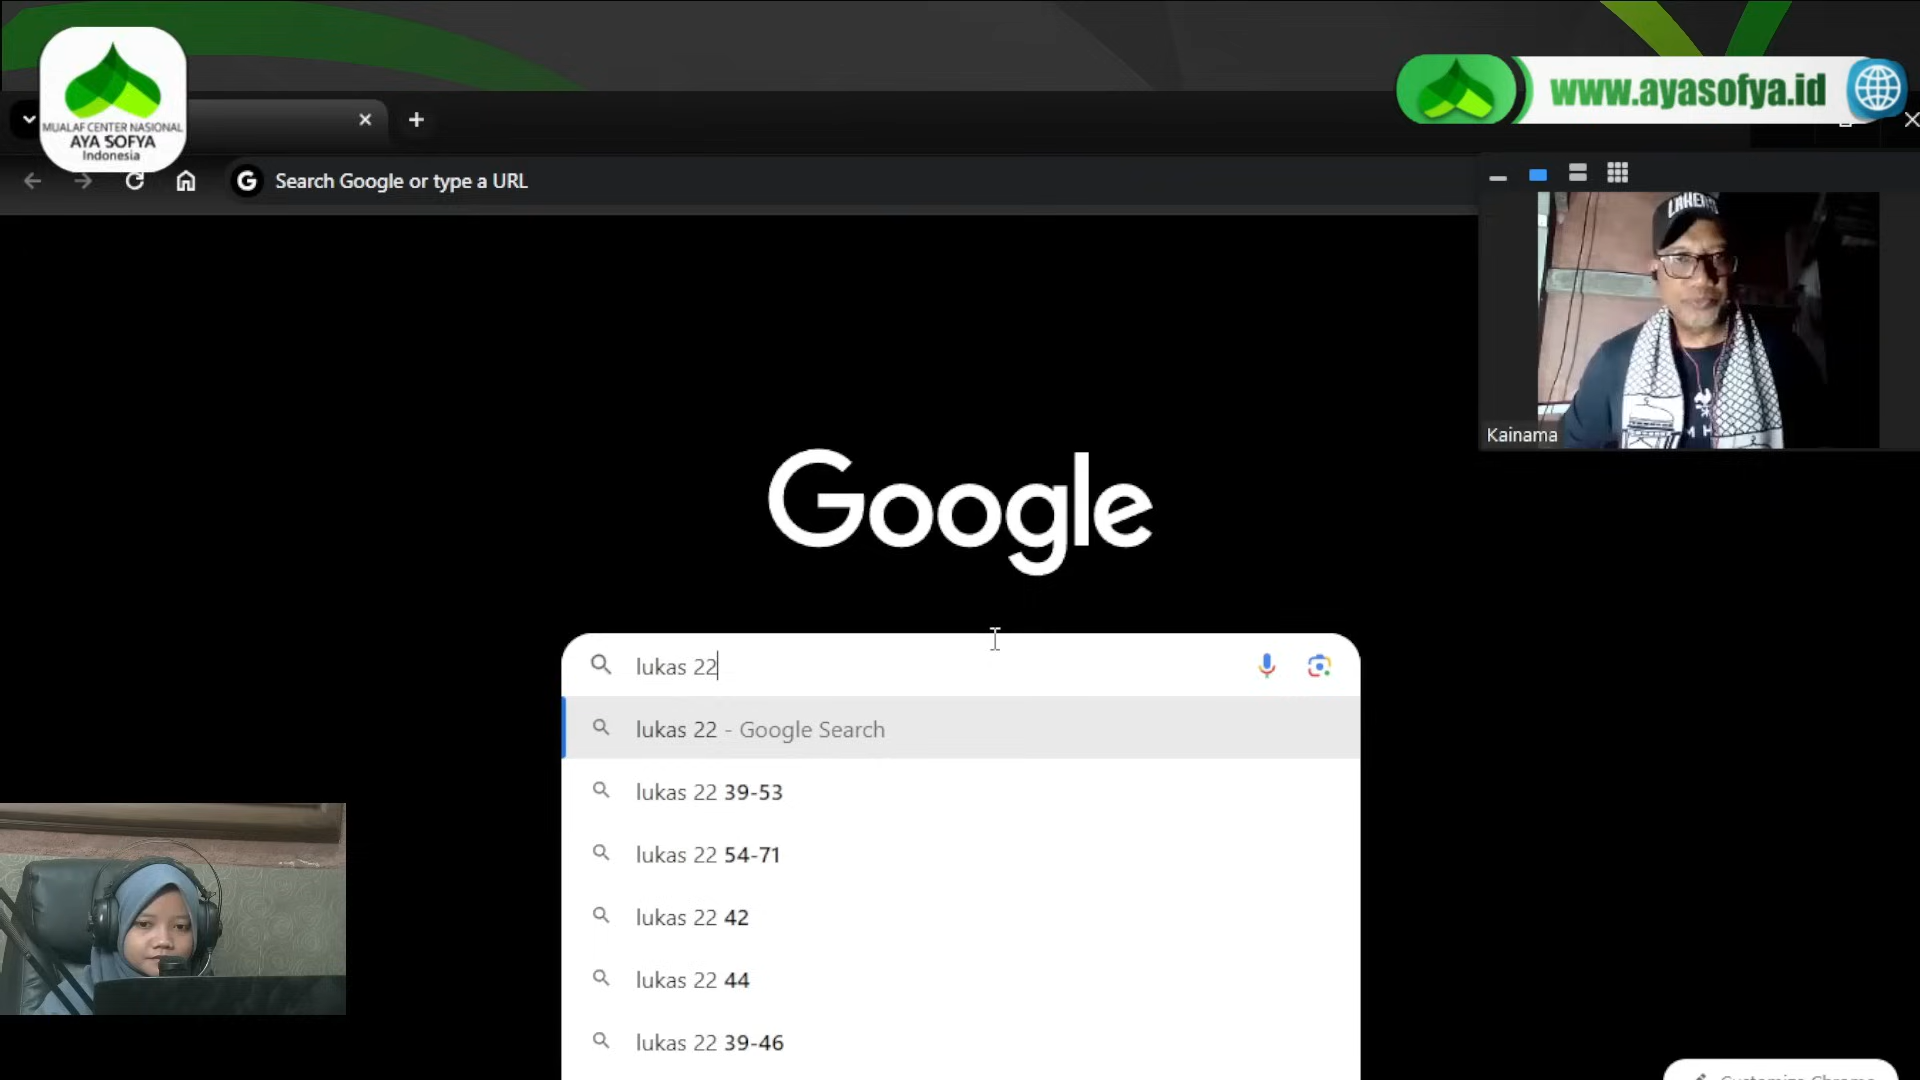 MUALAF CENTER NASIONAL
AYA SOFYA
Indonesia
www.ayasofya.id
Search Google or type a URL
Kainama
Google
lukas 22
lukas 22 - Google Search
lukas 22 39-53
lukas 22 54-71
lukas 22 42
lukas 22 44
lukas 22 39-46
Customize Chrome